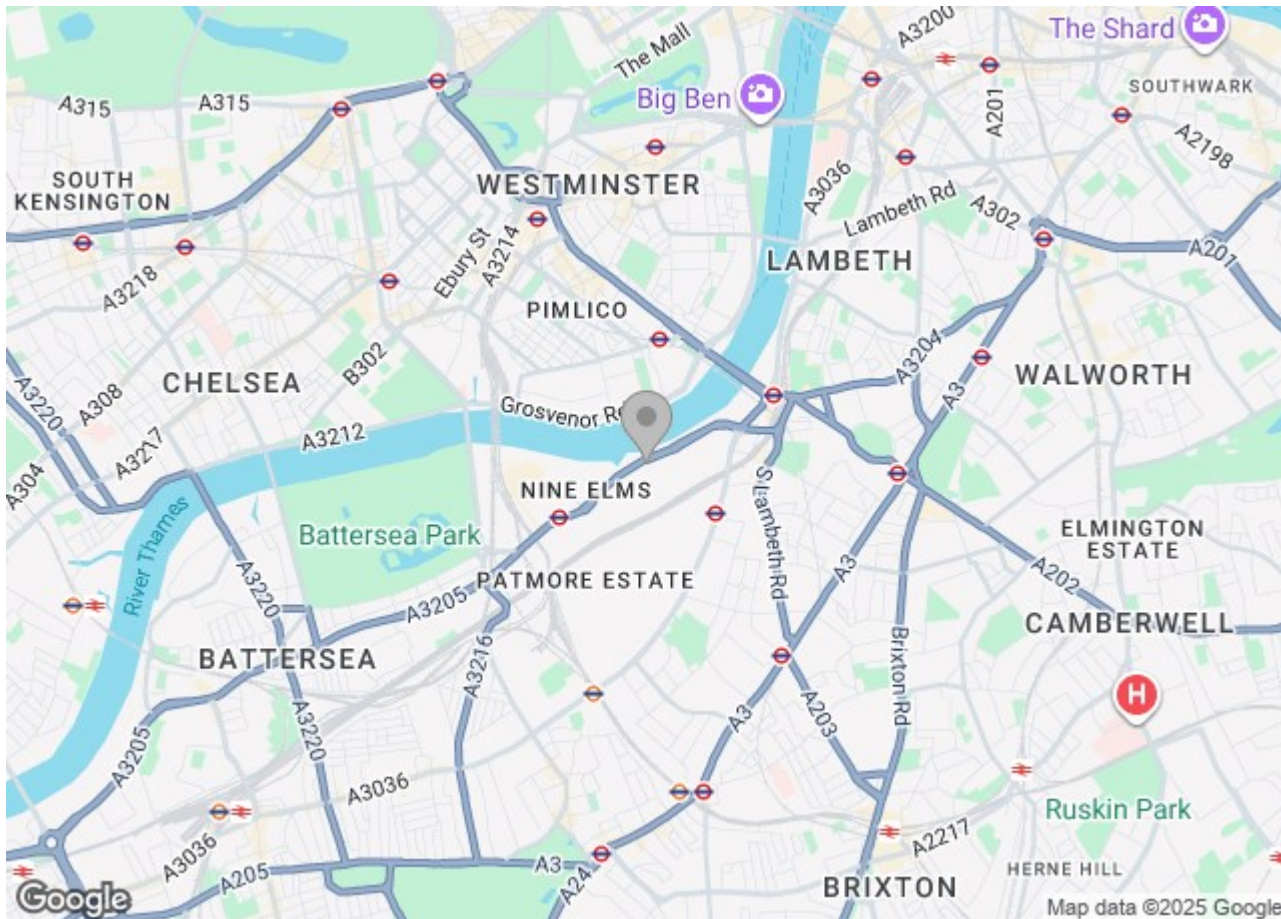 The Shard
A3200
The Mall
SOUTHWARK
A315
A315
Big Ben
A201
A2198
SOUTH
KENSINGTON
WESTMINSTER
A3036
Lambeth Rd
A302
A3214
Ebury St
LAMBETH
A201
A3218
PIMLICO
B302
A3204
CHELSEA
WALWORTH
A3220
A308
A3
Grosvenor Rd
A3212
A3217
A304
NINE ELMS
S Lambeth Rd
Battersea Park
ELMINGTON
ESTATE
River Thames
A3220
A3
A202
PATMORE ESTATE
A3205
CAMBERWELL
BATTERSEA
A3216
Brixton Rd
H
A3
A203
A3220
A3205
A3036
Ruskin Park
A3036
A2217
A3
HERNE HILL
A205
A24
BRIXTON
Google
Map data ©2025 Google